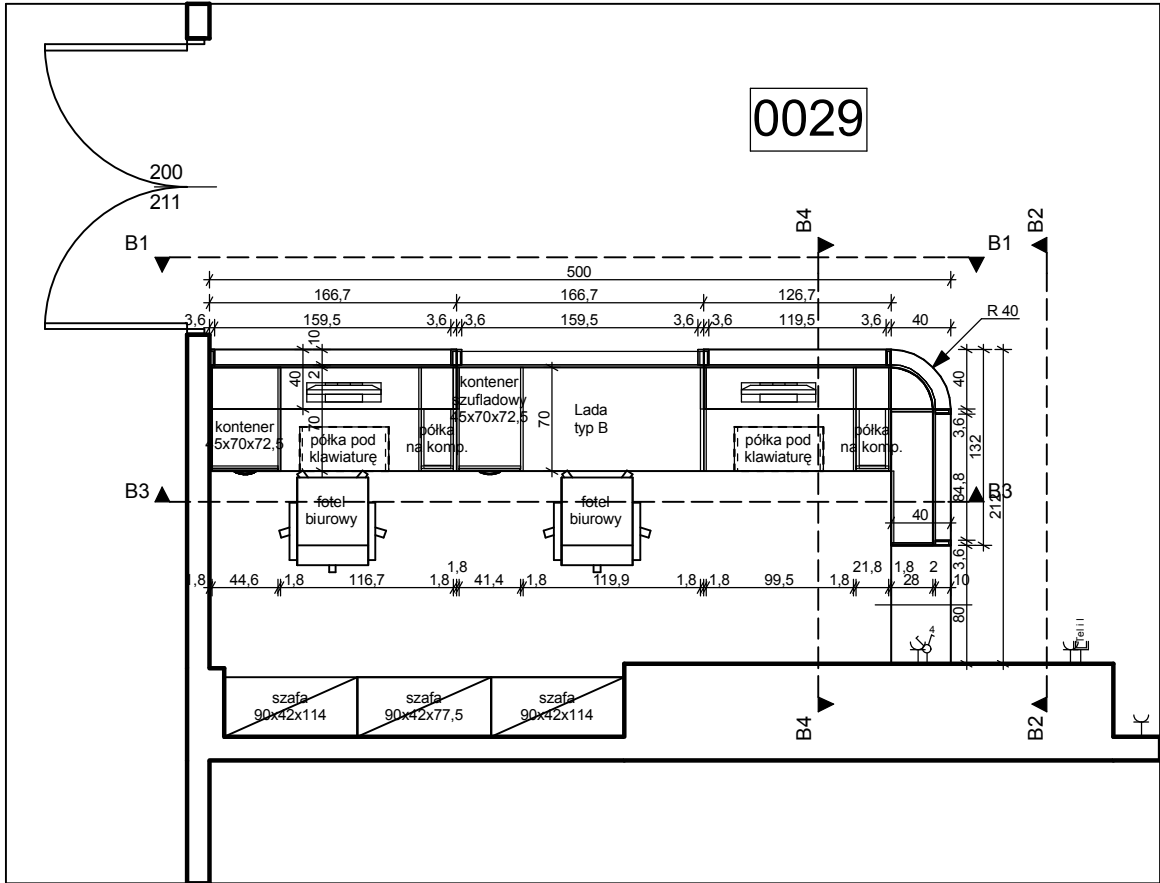 0029
200
211
B4
B2
B1
B1
500
166,7
166,7
126,7
R 40
3,6
159,5
3,6
3,6
159,5
3,6
3,6
119,5
3,6
40
10
2
40
70
40
3,6
132
84,8
212
3,6
80
kontener
szufladowy
45x70x72,5
70
Lada
typ B
kontener
45x70x72,5
półka pod
klawiaturę
półka
na komp.
półka pod
klawiaturę
półka
na komp.
B3
B3
fotel
biurowy
fotel
biurowy
40
1,8
44,6
1,8
116,7
1,8
1,8
41,4
1,8
119,9
1,8
1,8
99,5
1,8
21,8
1,8
28
2
10
4
szafa
90x42x114
szafa
90x42x77,5
szafa
90x42x114
B4
B2